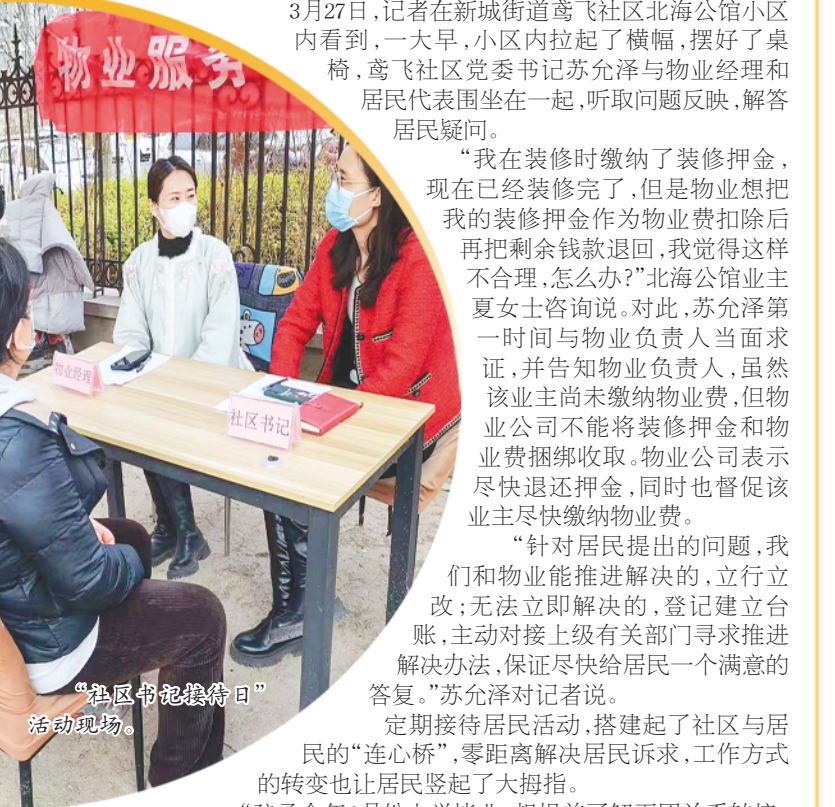 物业服务
物业经理
社区书记
“社区书记接待日”
活动现场。
3月27日,记者在新城街道鸢飞社区北海公馆小区
内看到,一大早,小区内拉起了横幅,摆好了桌
椅,鸢飞社区党委书记苏允泽与物业经理和
居民代表围坐在一起,听取问题反映,解答
居民疑问。
“我在装修时缴纳了装修押金,
现在已经装修完了,但是物业想把
我的装修押金作为物业费扣除后
再把剩余钱款退回,我觉得这样
不合理,怎么办?”北海公馆业主
夏女士咨询说。对此,苏允泽第
一时间与物业负责人当面求
证,并告知物业负责人,虽然
该业主尚未缴纳物业费,但物
业公司不能将装修押金和物
业费捆绑收取。物业公司表示
尽快退还押金,同时也督促该
业主尽快缴纳物业费。
“针对居民提出的问题,我
们和物业能推进解决的,立行立
改;无法立即解决的,登记建立台
账,主动对接上级有关部门寻求推进
解决办法,保证尽快给居民一个满意的
答复。”苏允泽对记者说。
定期接待居民活动,搭建起了社区与居
民的“连心桥”,零距离解决居民诉求,工作方式
的转变也让居民竖起了大拇指。